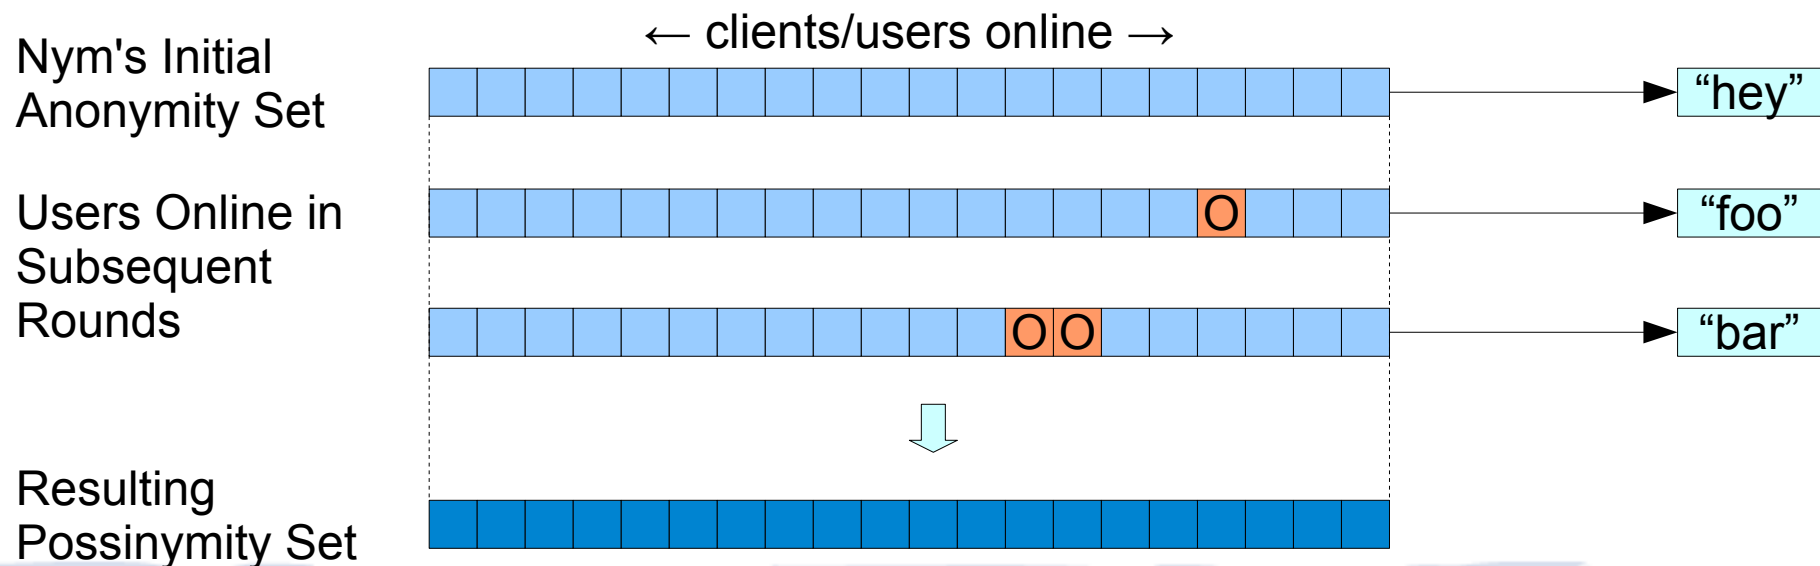 ← clients/users online →
Nym's Initial
Anonymity Set
“hey”
Users Online in
Subsequent
Rounds
O
“foo”
O O
“bar”
Resulting
Possinymity Set